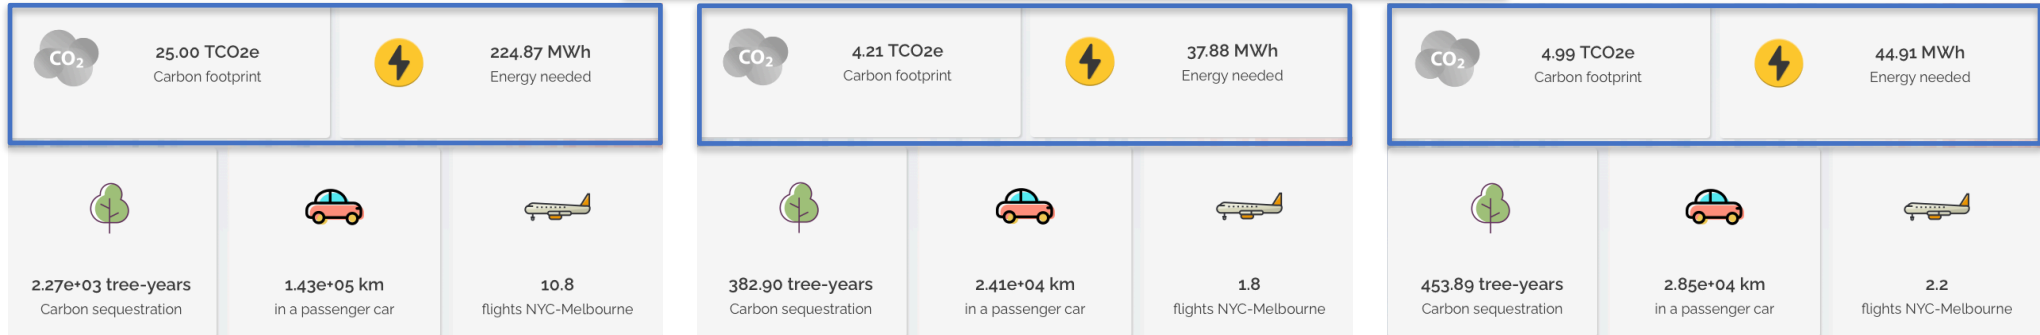 CO₂
25.00 TCO2e
Carbon footprint
224.87 MWh
Energy needed
2.27e+03 tree-years
Carbon sequestration
1.43e+05 km
in a passenger car
10.8
flights NYC-Melbourne
CO₂
4.21 TCO2e
Carbon footprint
37.88 MWh
Energy needed
382.90 tree-years
Carbon sequestration
2.41e+04 km
in a passenger car
1.8
flights NYC-Melbourne
CO₂
4.99 TCO2e
Carbon footprint
44.91 MWh
Energy needed
453.89 tree-years
Carbon sequestration
2.85e+04 km
in a passenger car
2.2
flights NYC-Melbourne